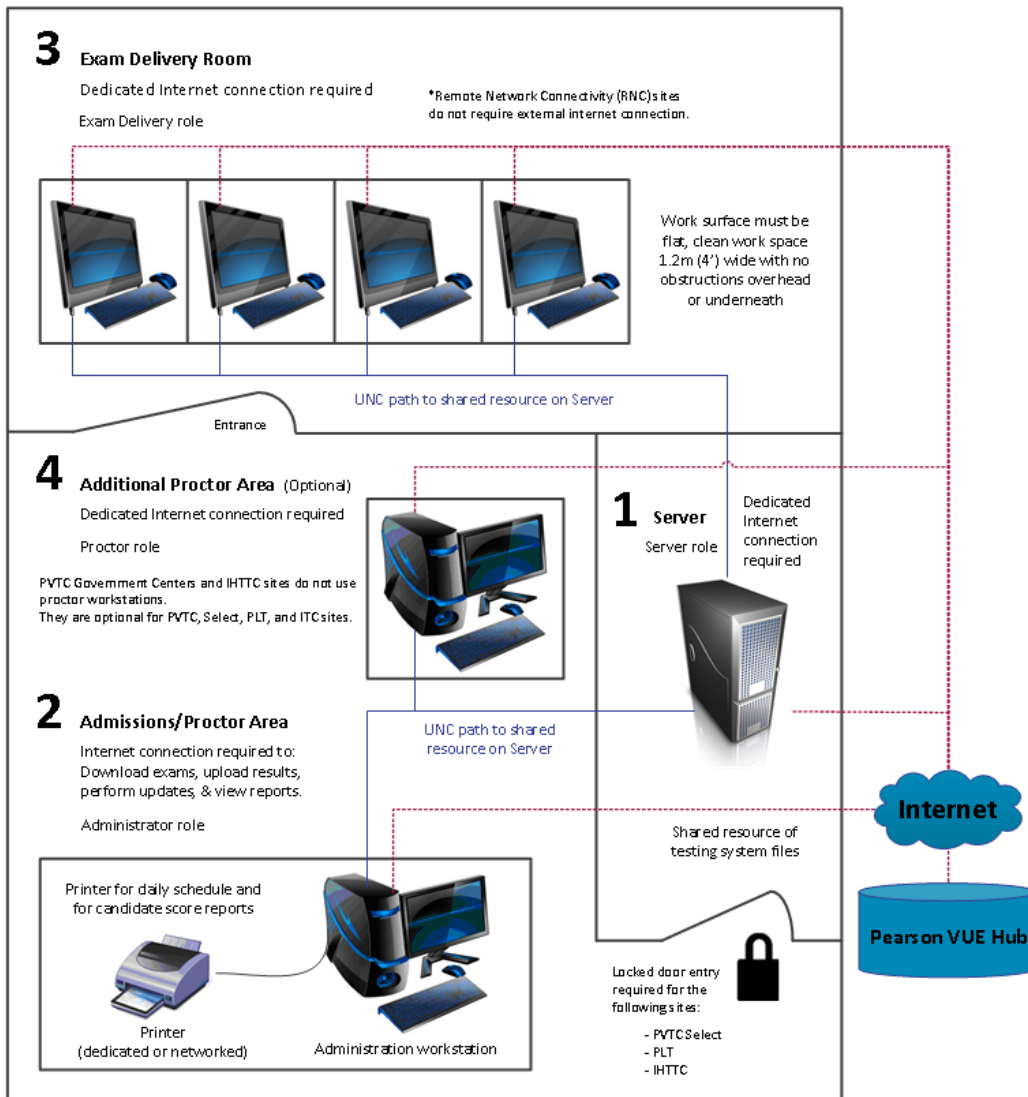 3 Exam Delivery Room
Dedicated Internet connection required
Exam Delivery role
*Remote Network Connectivity (RNC) sites
do not require external internet connection.
Work surface must be
flat, clean work space
1.2m (4') wide with no
obstructions overhead
or underneath
UNC path to shared resource on Server
Entrance
4 Additional Proctor Area (Optional)
Dedicated Internet connection required
Proctor role
PVTC Government Centers and IHTTC sites do not use
proctor workstations.
They are optional for PVTC, Select, PLT, and ITC sites.
1 Server
Server role
Dedicated
Internet
connection
required
2 Admissions/Proctor Area
Internet connection required to:
Download exams, upload results,
perform updates, & view reports.
Administrator role
UNC path to shared
resource on Server
Internet
Shared resource of
testing system files
Pearson VUE Hub
Printer for daily schedule and
for candidate score reports
Printer
(dedicated or networked)
Administration workstation
Locked door entry
required for the
following sites:
- PVTC Select
- PLT
- IHTTC